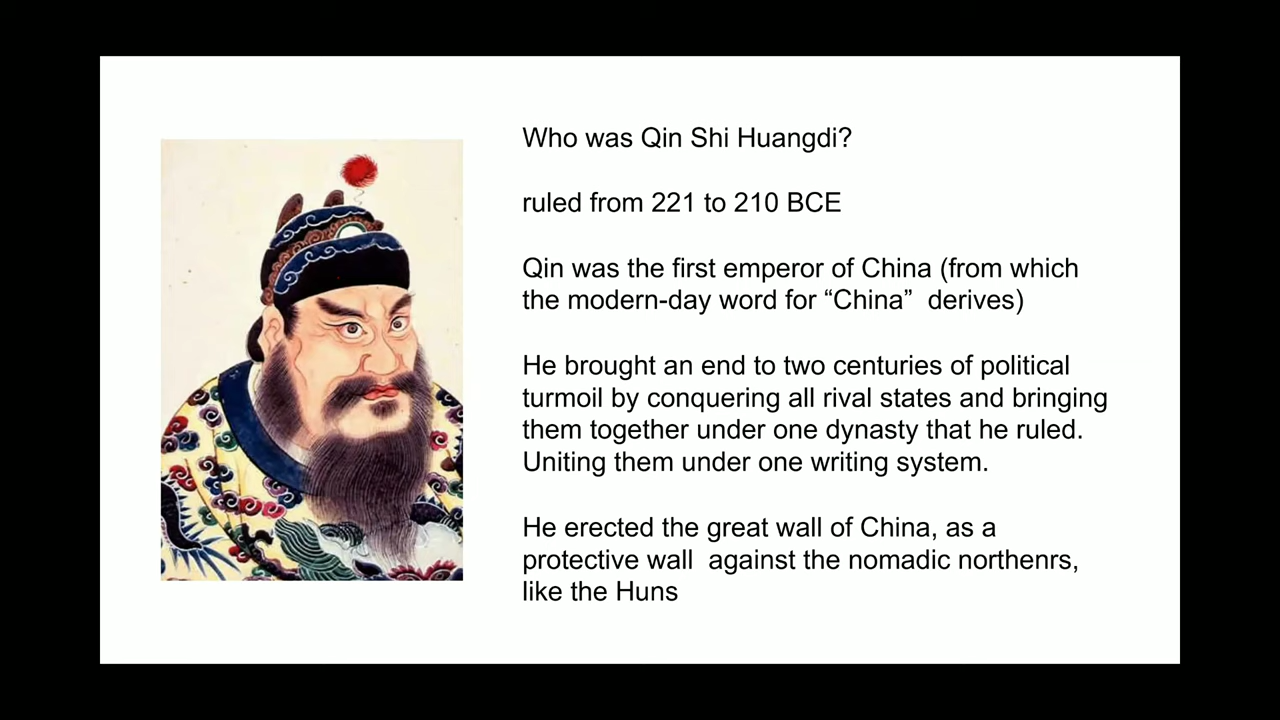 Who was Qin Shi Huangdi?
ruled from 221 to 210 BCE
Qin was the first emperor of China (from which
the modern-day word for “China”  derives)
He brought an end to two centuries of political
turmoil by conquering all rival states and bringing
them together under one dynasty that he ruled.
Uniting them under one writing system.
He erected the great wall of China, as a
protective wall  against the nomadic northenrs,
like the Huns